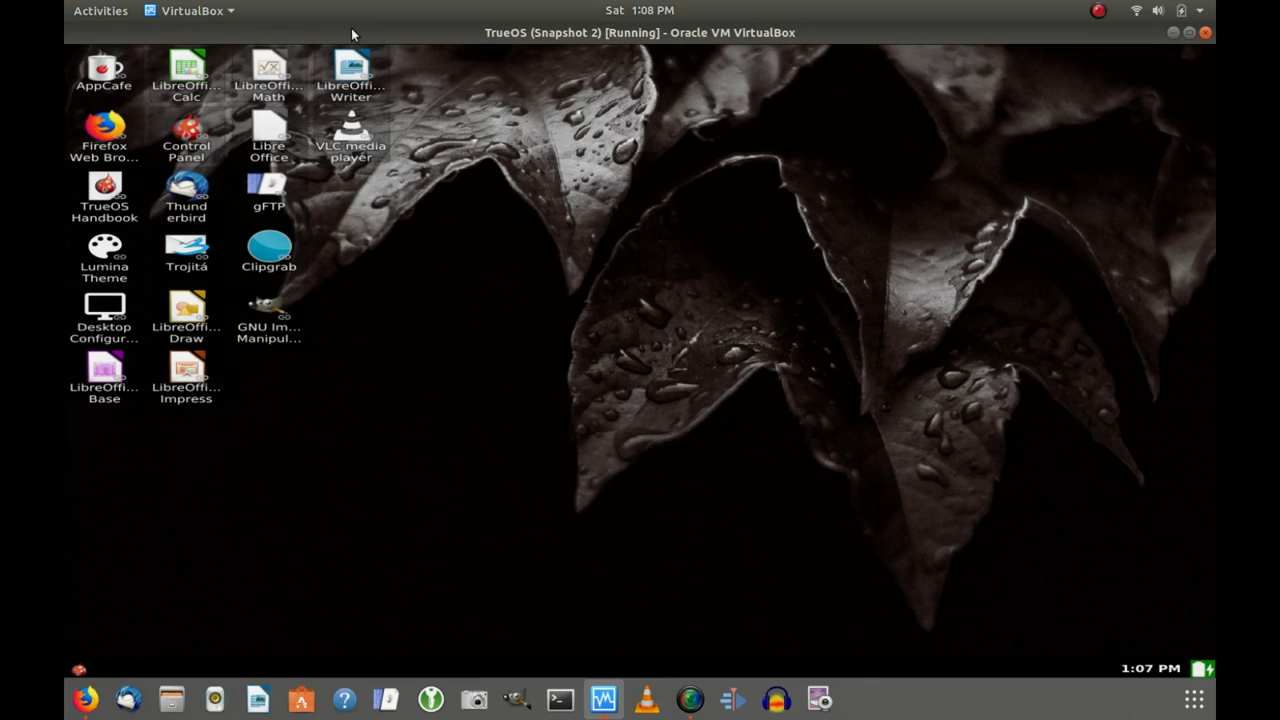 Activities VirtualBox Sat 1:08 PM
TrueOS (Snapshot 2) [Running] - Oracle VM VirtualBox
AppCafe
LibreOffi...
Calc
LibreOffi...
Math
LibreOffi...
Writer
Firefox
Web Bro...
Control
Panel
Libre
Office
VLC media
player
TrueOS
Handbook
Thund
erbird
gFTP
Lumina
Theme
Trojitá
Clipgrab
Desktop
Configur...
LibreOffi...
Draw
GNU Im...
Manipul...
LibreOffi...
Base
LibreOffi...
Impress
1:07 PM